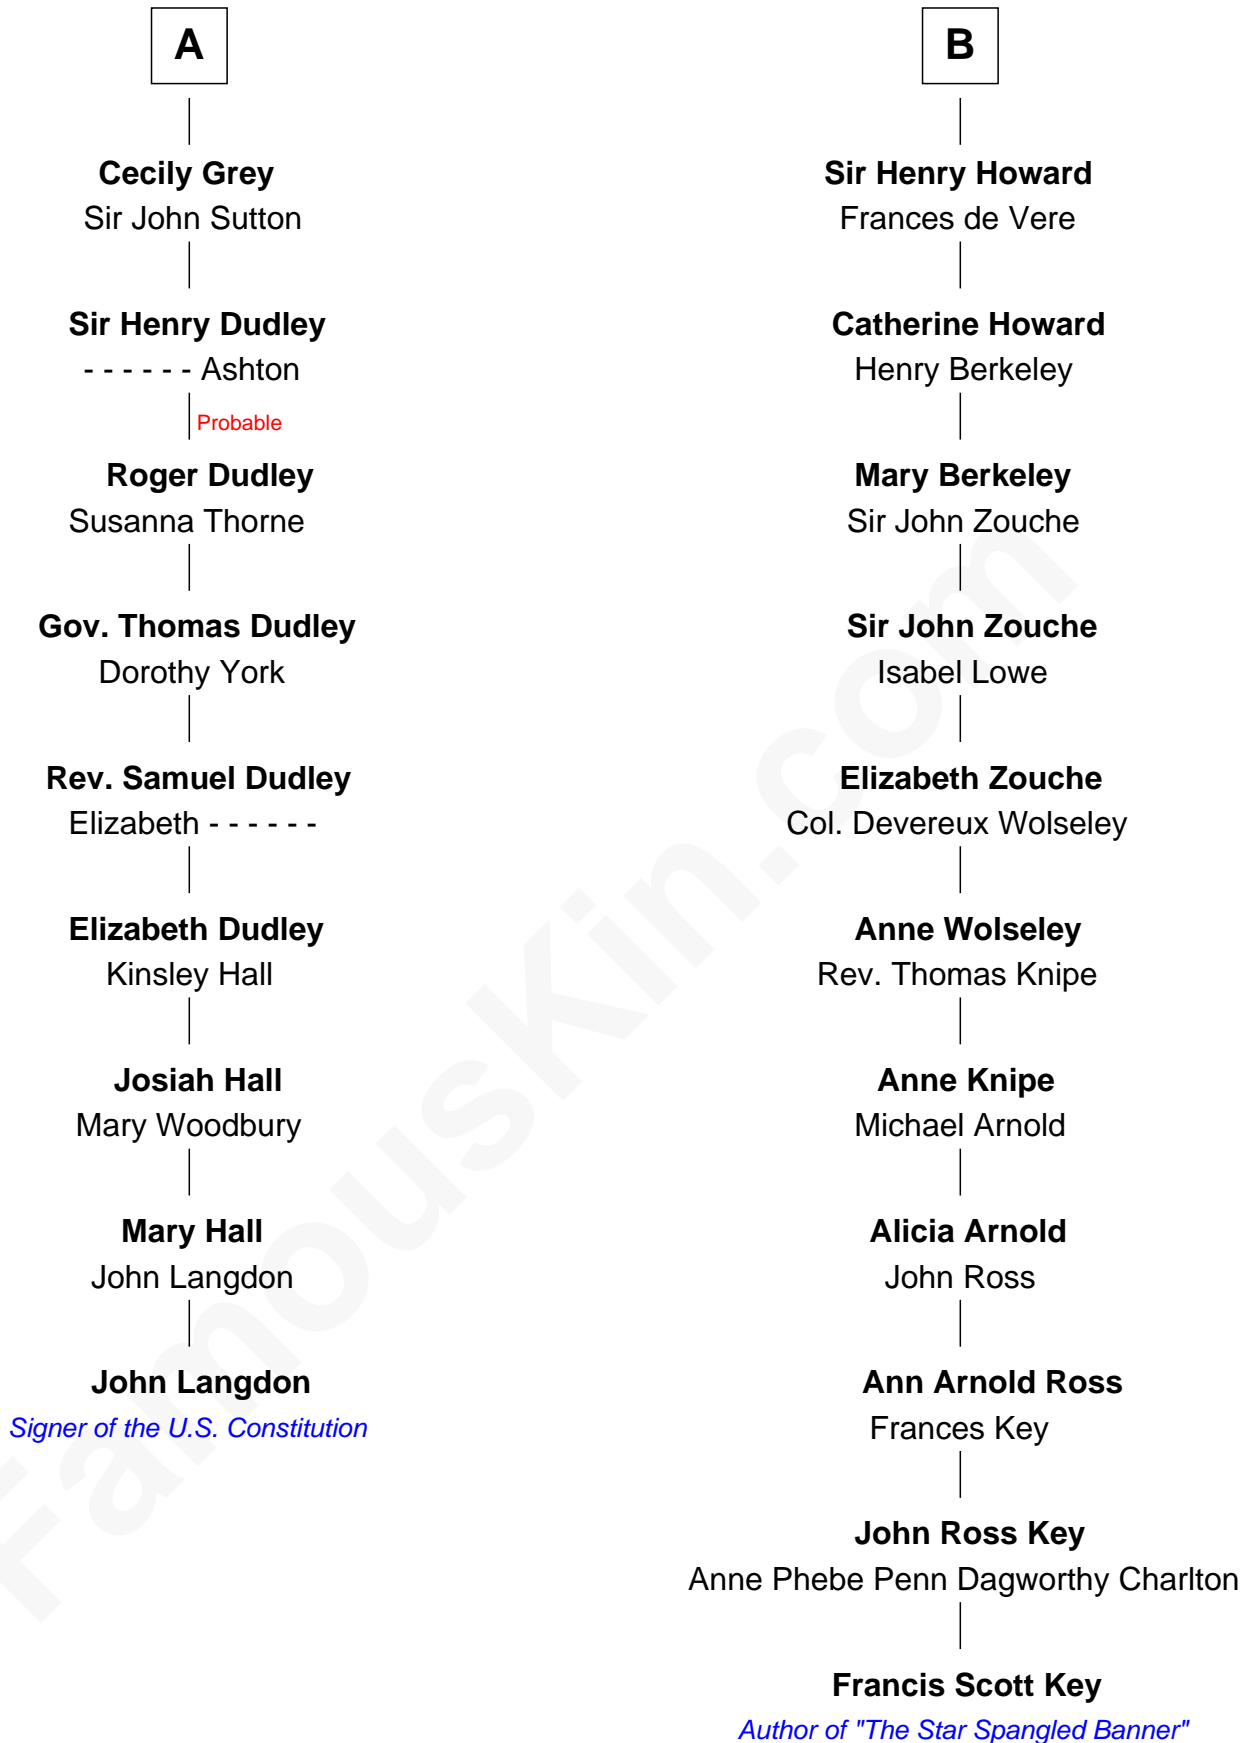 A
Cecily Grey
Sir John Sutton
Sir Henry Dudley
- - - - - - Ashton
Probable
Roger Dudley
Susanna Thorne
Gov. Thomas Dudley
Dorothy York
Rev. Samuel Dudley
Elizabeth - - - - - -
Elizabeth Dudley
Kinsley Hall
Josiah Hall
Mary Woodbury
Mary Hall
John Langdon
John Langdon
Signer of the U.S. Constitution
B
Sir Henry Howard
Frances de Vere
Catherine Howard
Henry Berkeley
Mary Berkeley
Sir John Zouche
Sir John Zouche
Isabel Lowe
Elizabeth Zouche
Col. Devereux Wolseley
Anne Wolseley
Rev. Thomas Knipe
Anne Knipe
Michael Arnold
Alicia Arnold
John Ross
Ann Arnold Ross
Frances Key
John Ross Key
Anne Phebe Penn Dagworthy Charlton
Francis Scott Key
Author of "The Star Spangled Banner"
FamousKin.com